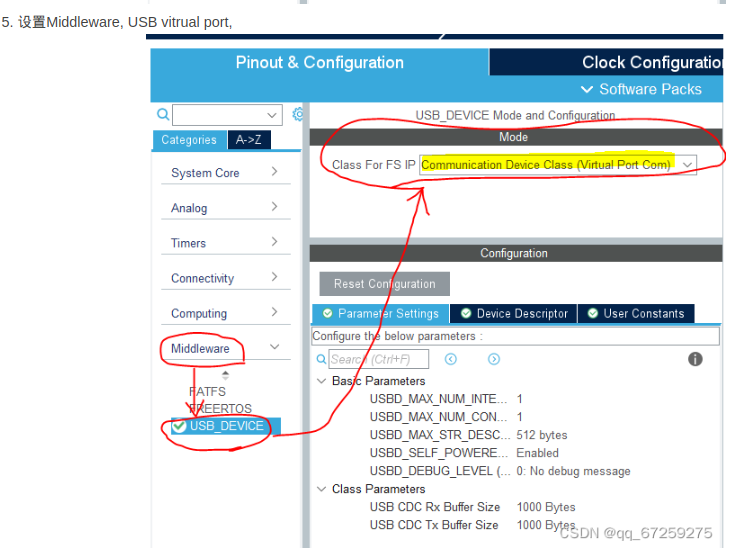 5. 设置Middleware, USB vitrual port,
Pinout & Configuration
Clock Configuratio
Software Packs
USB_DEVICE Mode and Configuration
Categories
A->Z
Mode
System Core
Class For FS IP
Communication Device Class (Virtual Port Com)
Analog
Timers
Configuration
Connectivity
Reset Configuration
Computing
Parameter Settings
Device Descriptor
User Constants
Middleware
Configure the below parameters :
Search (Ctrl+F)
FATFS
FREERTOS
USB_DEVICE
Basic Parameters
USBD_MAX_NUM_INTE... 1
USBD_MAX_NUM_CON... 1
USBD_MAX_STR_DESC... 512 bytes
USBD_SELF_POWERE... Enabled
USBD_DEBUG_LEVEL (... 0: No debug message
Class Parameters
USB CDC Rx Buffer Size 1000 Bytes
USB CDC Tx Buffer Size 1000 Bytes
CSDN @qq_67259275